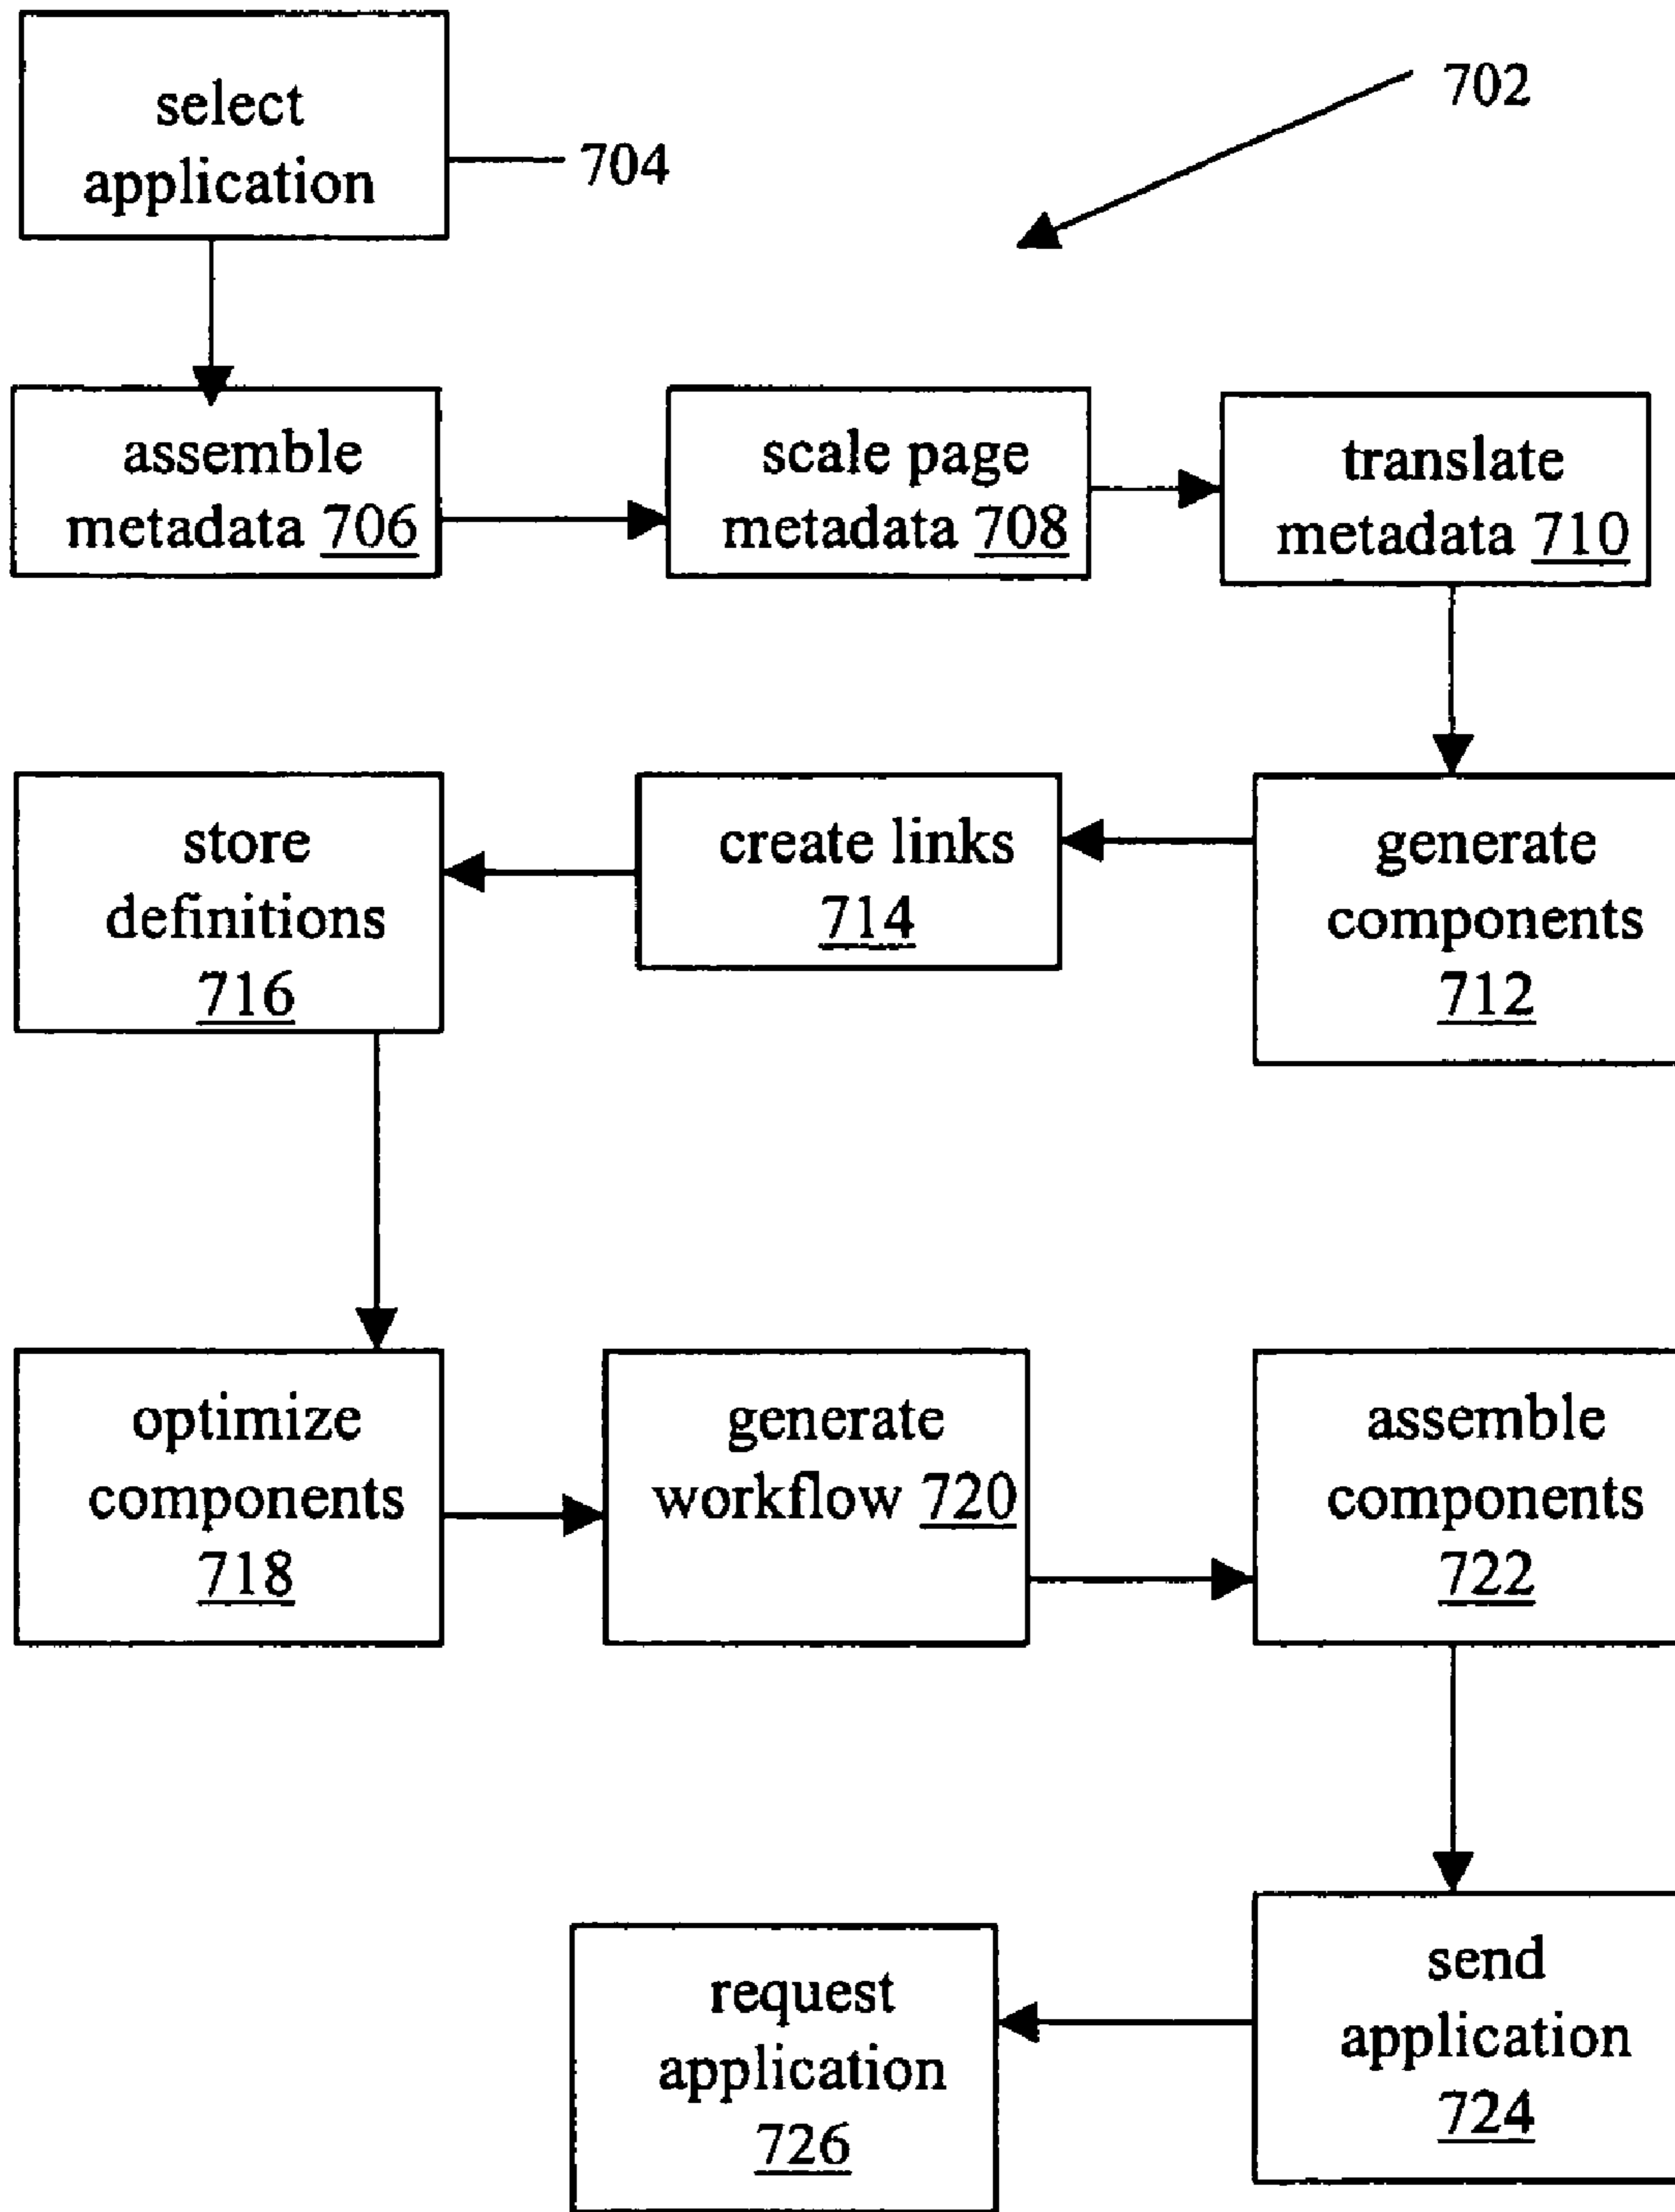 select
application
704
702
assemble
metadata 706
scale page
metadata 708
translate
metadata 710
store
definitions
716
create links
714
generate
components
712
optimize
components
718
generate
workflow 720
assemble
components
722
request
application
726
send
application
724